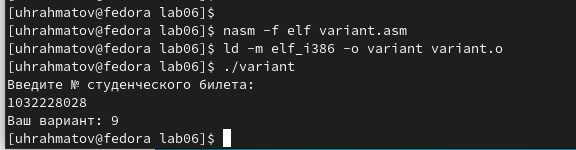 [uhrahmatov@fedora lab06]$
[uhrahmatov@fedora lab06]$ nasm -f elf variant.asm
[uhrahmatov@fedora lab06]$ ld -m elf_i386 -o variant variant.o
[uhrahmatov@fedora lab06]$ ./variant
Введите № студенческого билета:
1032228028
Ваш вариант: 9
[uhrahmatov@fedora lab06]$